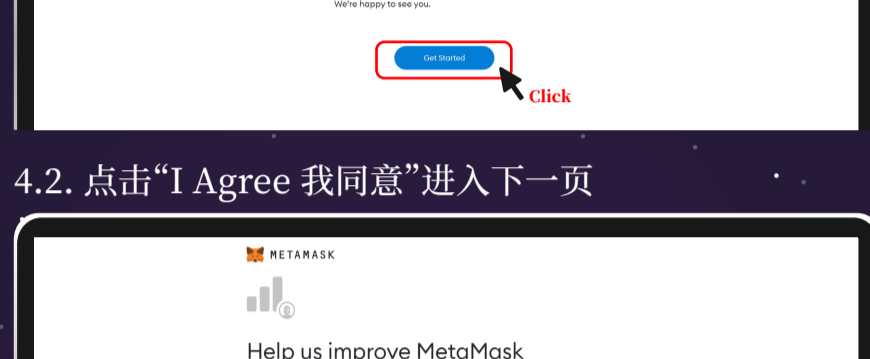 We're happy to see you.
Get Started
Click
4.2. 点击“I Agree 我同意”进入下一页
METAMASK
Help us improve MetaMask